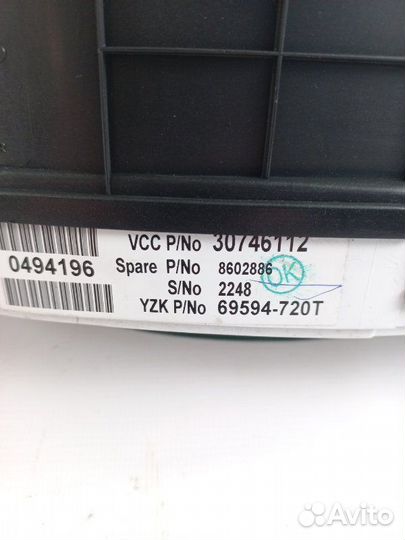 VCC P/No 30746112
0494196 Spare P/No 8602886
OK
S/No 2248
YZK P/No 69594-720T
Avito